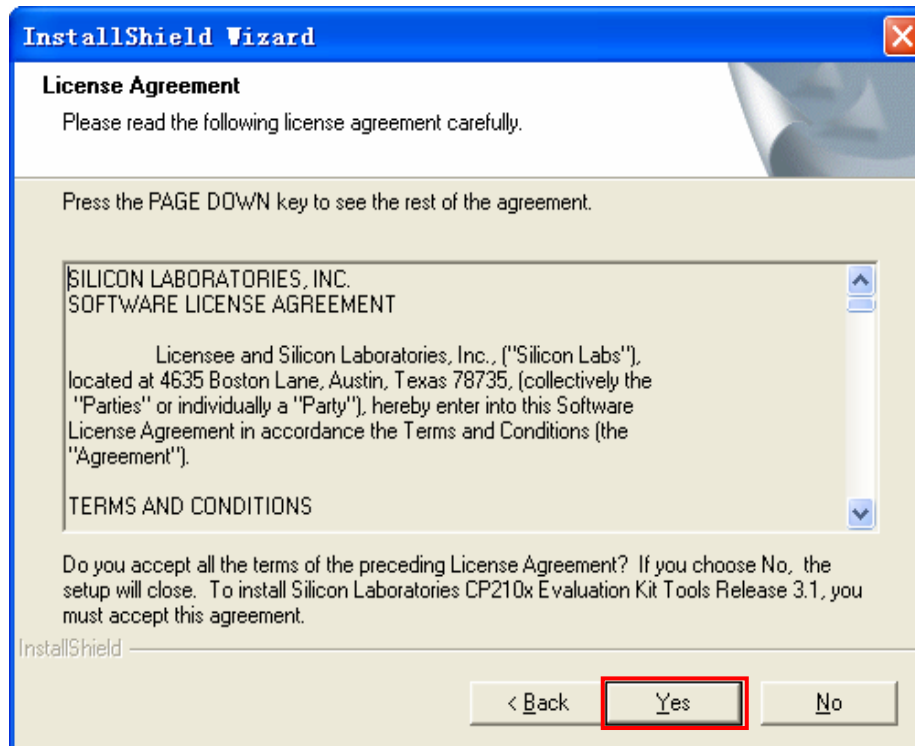 InstallShield Wizard
License Agreement
Please read the following license agreement carefully.
Press the PAGE DOWN key to see the rest of the agreement.
SILICON LABORATORIES, INC.
SOFTWARE LICENSE AGREEMENT
Licensee and Silicon Laboratories, Inc., ("Silicon Labs"),
located at 4635 Boston Lane, Austin, Texas 78735, (collectively the
"Parties" or individually a "Party"), hereby enter into this Software
License Agreement in accordance the Terms and Conditions (the
"Agreement").
TERMS AND CONDITIONS
Do you accept all the terms of the preceding License Agreement? If you choose No, the
setup will close. To install Silicon Laboratories CP210x Evaluation Kit Tools Release 3.1, you
must accept this agreement.
InstallShield
< Back
Yes
No